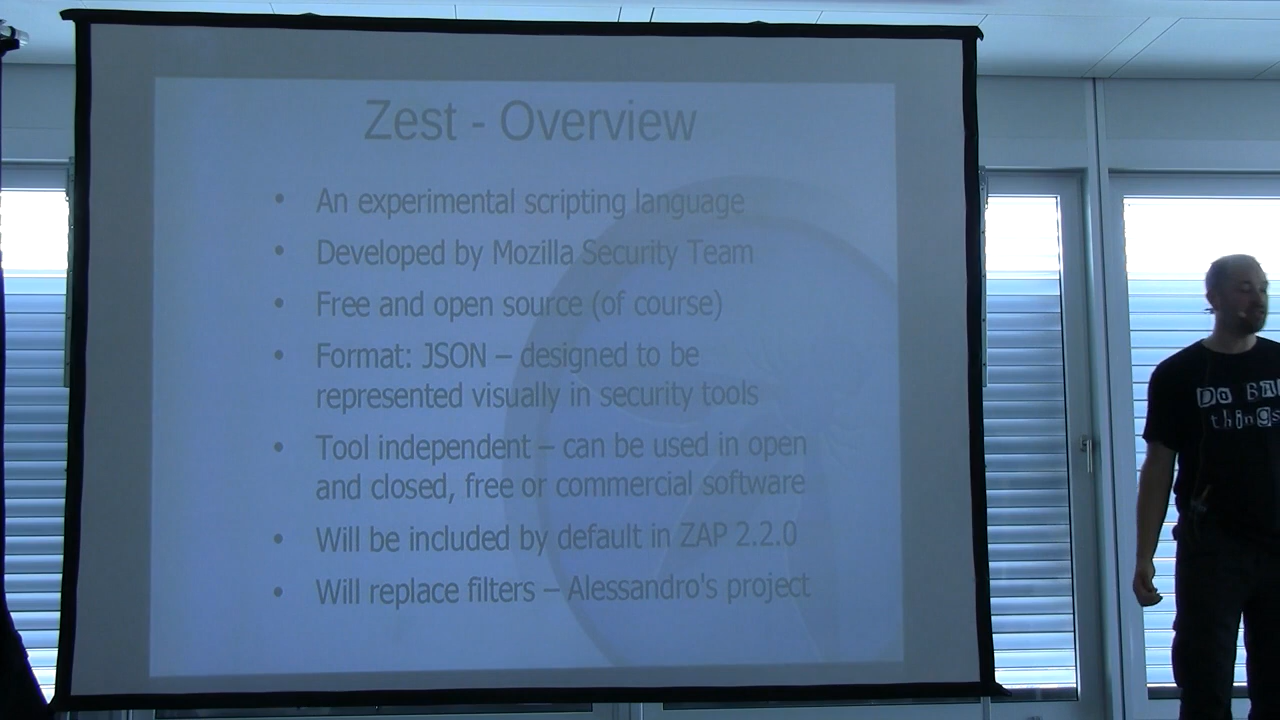 Zest - Overview
• An experimental scripting language
• Developed by Mozilla Security Team
• Free and open source (of course)
• Format: JSON – designed to be
represented visually in security tools
• Tool independent – can be used in open
and closed, free or commercial software
• Will be included by default in ZAP 2.2.0
• Will replace filters – Alessandro's project
Do
things